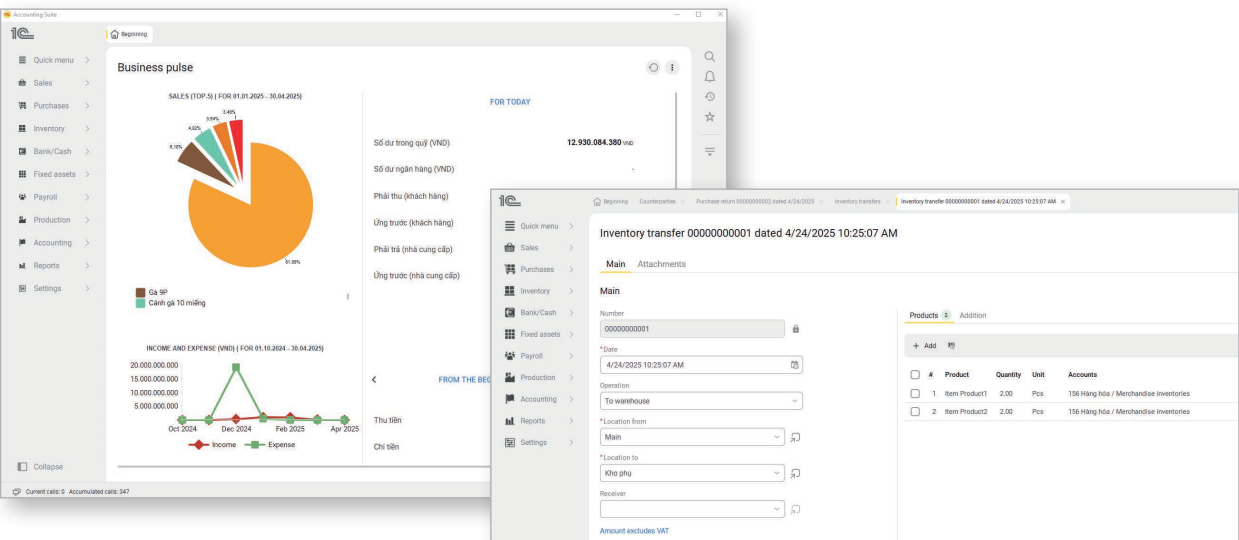 Accounting Suite
1C
Beginning
Quick menu
Sales
Purchases
Inventory
Bank/Cash
Fixed assets
Payroll
Production
Accounting
Reports
Settings
Collapse
Current calls: 0 Accumulated calls: 347
Business pulse
SALES (TOP-5) ( FOR 01.01.2025 - 30.04.2025)
3,49%
3,64%
4,82%
81,88%
Gà 9P
Cánh gà 10 miếng
INCOME AND EXPENSE (VND) ( FOR 01.10.2024 - 30.04.2025)
20.000.000.000
15.000.000.000
10.000.000.000
5.000.000.000
Oct 2024 Dec 2024 Feb 2025 Apr 2025
Income Expense
FOR TODAY
Số dư trong quỹ (VND) 12.930.084.380 VND
Số dư ngân hàng (VND) -
Phải thu (khách hàng)
Ứng trước (khách hàng)
Phải trả (nhà cung cấp)
Ứng trước (nhà cung cấp)
FROM THE BEG
Thu tiền
Chi tiền
1C
Beginning Counterparties Purchase return 00000000002 dated 4/24/2025 Inventory transfers Inventory transfer 00000000001 dated 4/24/2025 10:25:07 AM
Quick menu
Sales
Purchases
Inventory
Bank/Cash
Fixed assets
Payroll
Production
Accounting
Reports
Settings
Inventory transfer 00000000001 dated 4/24/2025 10:25:07 AM
Main Attachments
Main
Number
00000000001
*Date
4/24/2025 10:25:07 AM
Operation
To warehouse
*Location from
Main
*Location to
Kho phụ
Receiver
Amount excludes VAT
Products 2 Addition
+ Add
# Product Quantity Unit Accounts
1 Item Product1 2.00 Pcs 156 Hàng hóa / Merchandise inventories
2 Item Product2 2.00 Pcs 156 Hàng hóa / Merchandise inventories